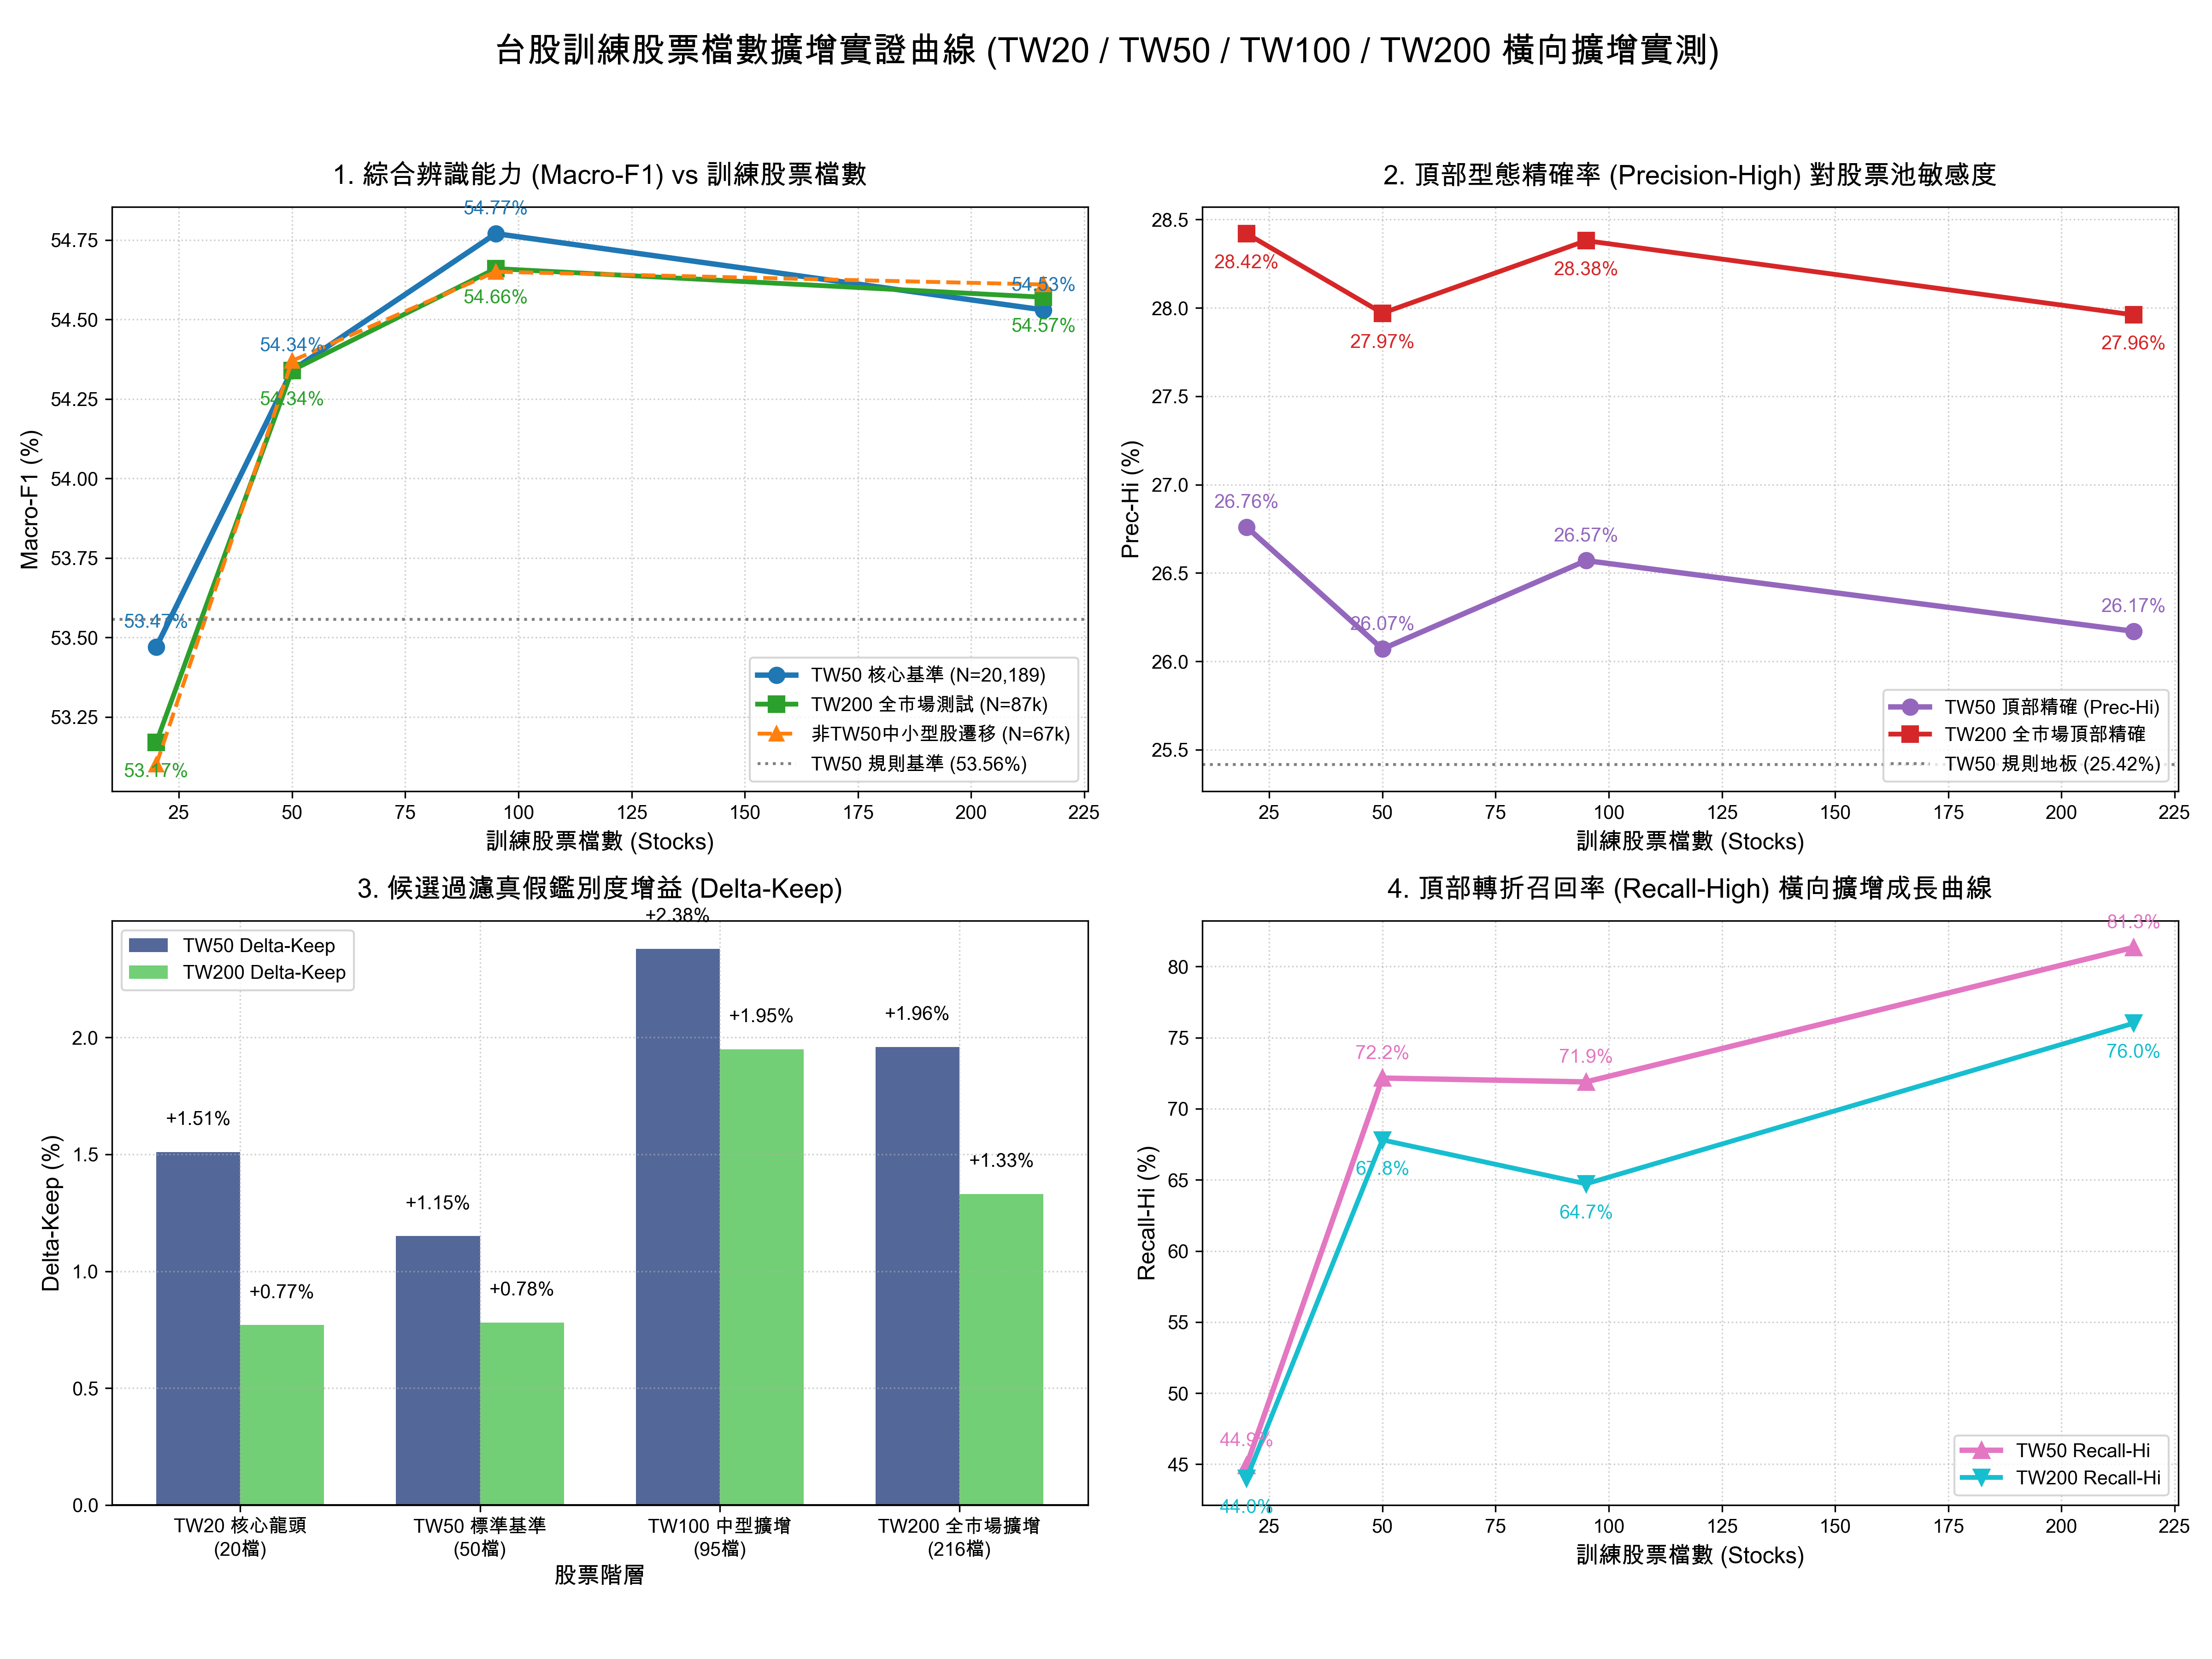 台股訓練股票檔數擴增實證曲線 (TW20 / TW50 / TW100 / TW200 橫向擴增實測)
1. 綜合辨識能力 (Macro-F1) vs 訓練股票檔數
54.77%
54.66%
54.53%
54.57%
54.34%
54.34%
53.47%
53.17%
54.75
54.50
54.25
54.00
53.75
53.50
53.25
Macro-F1 (%)
TW50 核心基準 (N=20,189)
TW200 全市場測試 (N=87k)
非TW50中小型股遷移 (N=67k)
TW50 規則基準 (53.56%)
25 50 75 100 125 150 175 200 225
訓練股票檔數 (Stocks)
2. 頂部型態精確率 (Precision-High) 對股票池敏感度
28.42%
27.97%
28.38%
27.96%
26.76%
26.07%
26.57%
26.17%
28.5
28.0
27.5
27.0
26.5
26.0
25.5
Prec-Hi (%)
TW50 頂部精確 (Prec-Hi)
TW200 全市場頂部精確
TW50 規則地板 (25.42%)
25 50 75 100 125 150 175 200 225
訓練股票檔數 (Stocks)
3. 候選過濾真假鑑別度增益 (Delta-Keep)
TW50 Delta-Keep
TW200 Delta-Keep
+1.51%
+0.77%
+1.15%
+0.78%
+2.38%
+1.95%
+1.96%
+1.33%
2.0
1.5
1.0
0.5
0.0
Delta-Keep (%)
TW20 核心龍頭 TW50 標準基準 TW100 中型擴增 TW200 全市場擴增
(20檔) (50檔) (95檔) (216檔)
股票階層
4. 頂部轉折召回率 (Recall-High) 橫向擴增成長曲線
81.3%
76.0%
72.2%
71.9%
67.8%
64.7%
44.9%
44.0%
80
75
70
65
60
55
50
45
Recall-Hi (%)
TW50 Recall-Hi
TW200 Recall-Hi
25 50 75 100 125 150 175 200 225
訓練股票檔數 (Stocks)